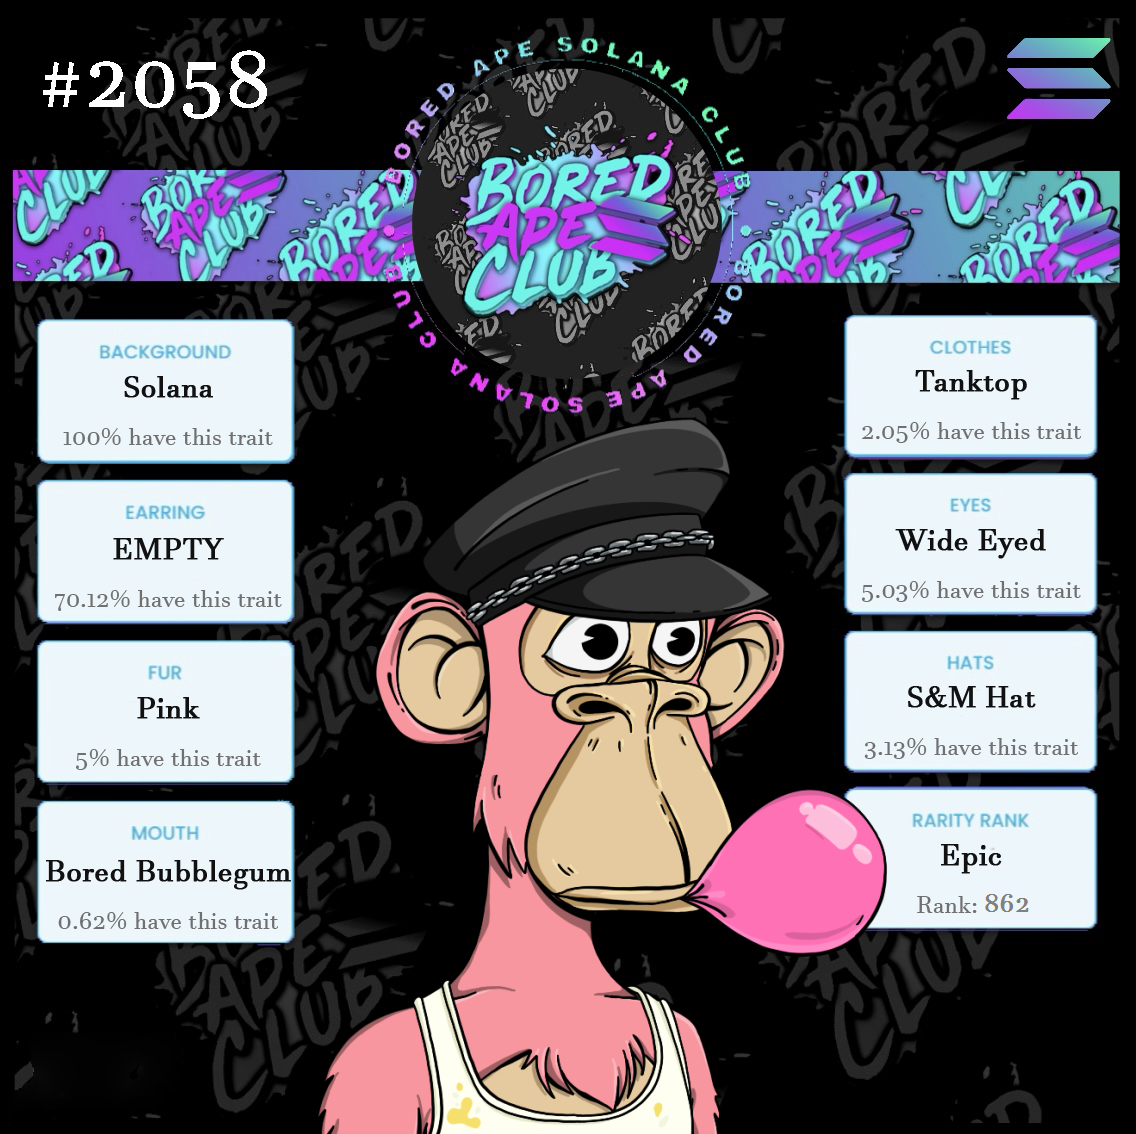 #2058
BORED APE SOLANA CLUB
BORED
APE
CLUB
BORED APE SOLANA CLUB
BACKGROUND
Solana
100% have this trait
EARRING
EMPTY
70.12% have this trait
FUR
Pink
5% have this trait
MOUTH
Bored Bubblegum
0.62% have this trait
CLOTHES
Tanktop
2.05% have this trait
EYES
Wide Eyed
5.03% have this trait
HATS
S&M Hat
3.13% have this trait
RARITY RANK
Epic
Rank: 862